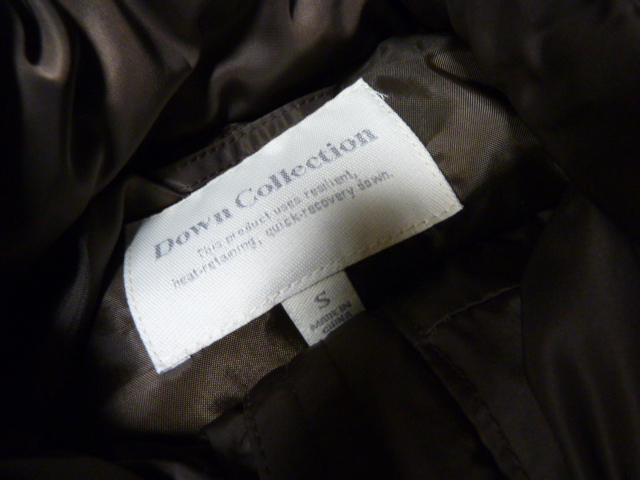 Down Collection
This product uses resilient,
heat-retaining, quick-recovery down.
S
MADE IN
CHINA